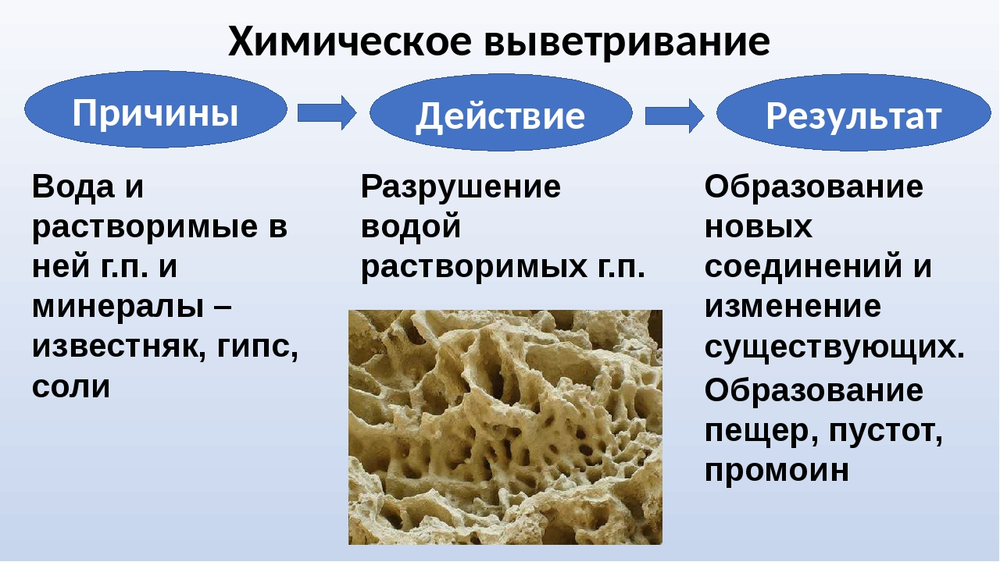 Химическое выветривание
Причины
Действие
Результат
Вода и
растворимые в
ней г.п. и
минералы –
известняк, гипс,
соли
Разрушение
водой
растворимых г.п.
Образование
новых
соединений и
изменение
существующих.
Образование
пещер, пустот,
промоин